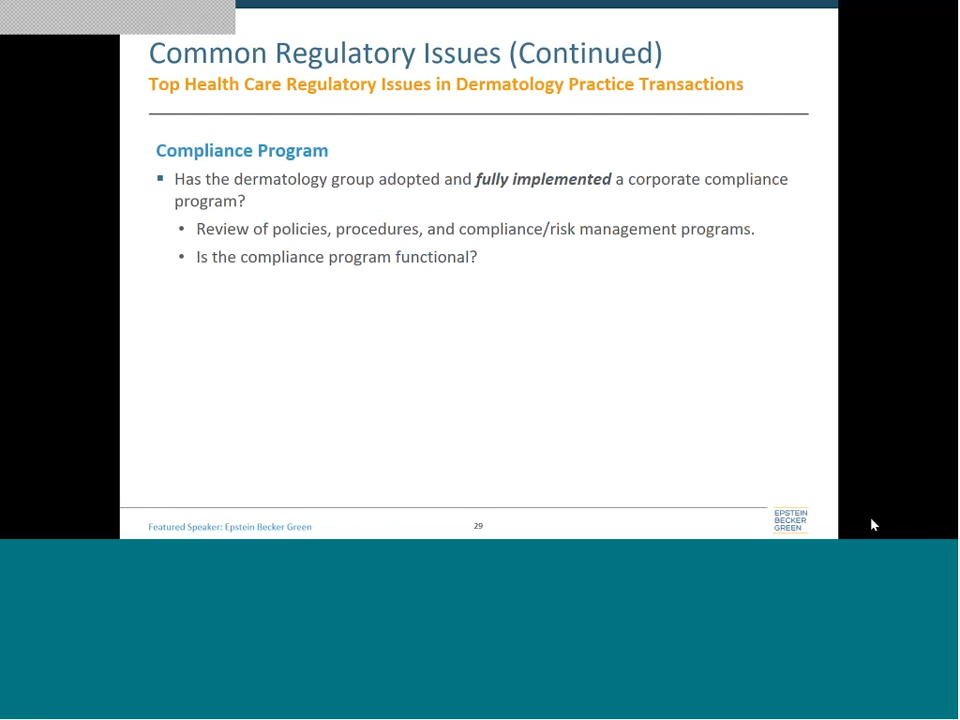 Common Regulatory Issues (Continued)
Top Health Care Regulatory Issues in Dermatology Practice Transactions
Compliance Program
▪ Has the dermatology group adopted and fully implemented a corporate compliance
program?
• Review of policies, procedures, and compliance/risk management programs.
• Is the compliance program functional?
Featured Speaker: Epstein Becker Green
29
EPSTEIN
BECKER
GREEN